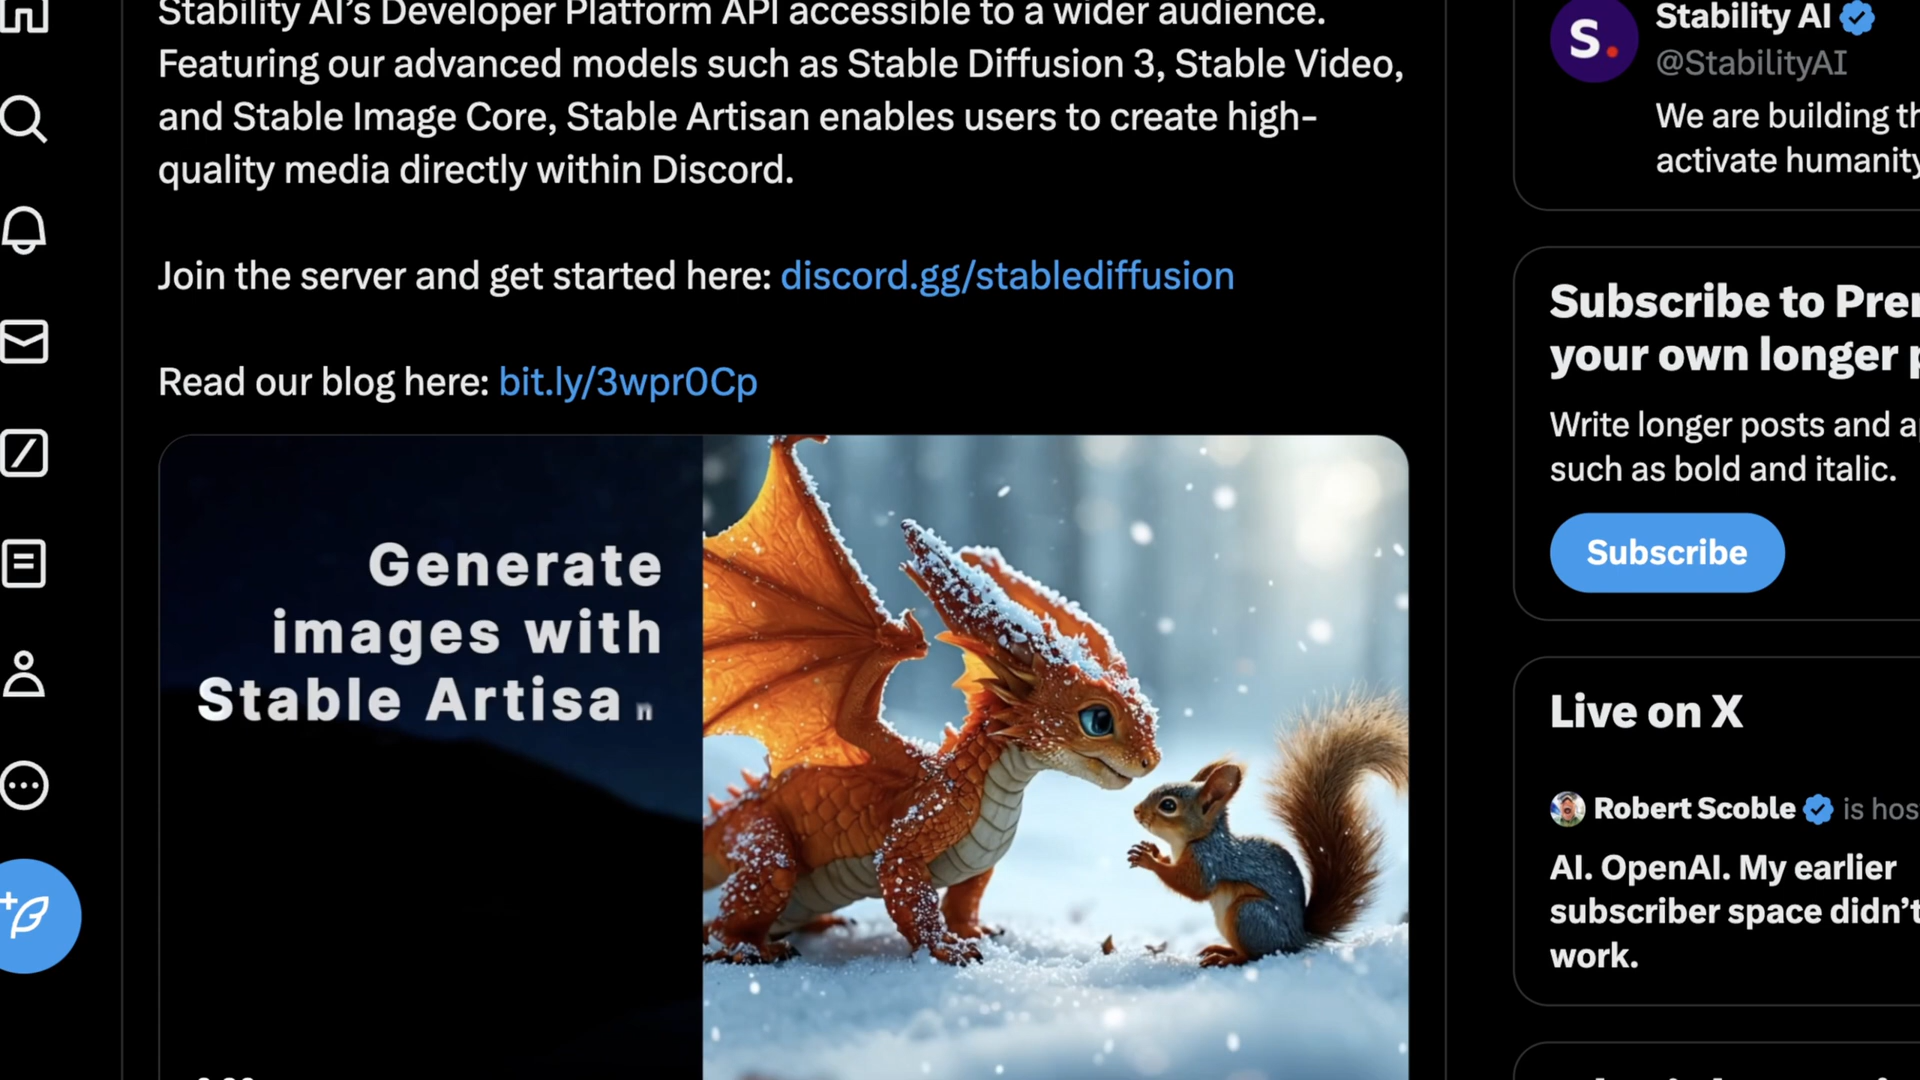 Stability AI's Developer Platform API accessible to a wider audience.
Featuring our advanced models such as Stable Diffusion 3, Stable Video,
and Stable Image Core, Stable Artisan enables users to create high-
quality media directly within Discord.
Join the server and get started here: discord.gg/stablediffusion
Read our blog here: bit.ly/3wpr0Cp
Generate
images with
Stable Artisan
S.
Stability AI
@StabilityAI
We are building th
activate humanity
Subscribe to Prem
your own longer p
Write longer posts and a
such as bold and italic.
Subscribe
Live on X
Robert Scoble is hos
AI. OpenAI. My earlier
subscriber space didn't
work.